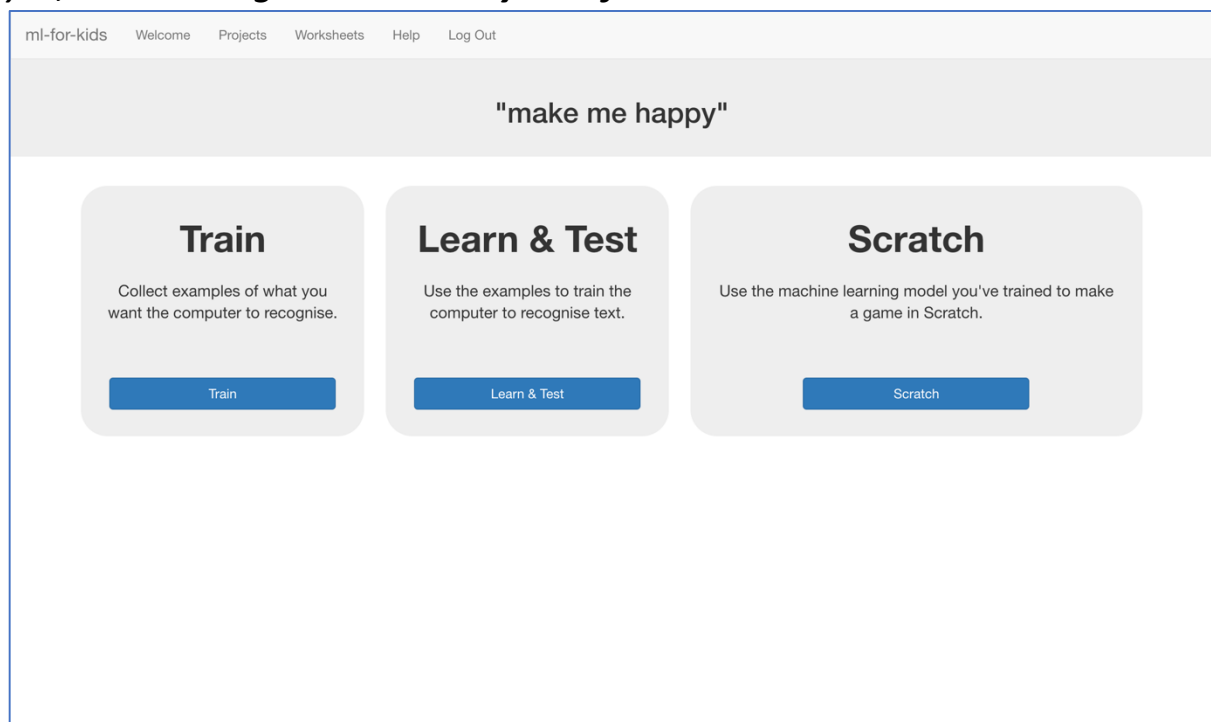 ml-for-kids Welcome Projects Worksheets Help Log Out
"make me happy"
Train
Collect examples of what you
want the computer to recognise.
Train
Learn & Test
Use the examples to train the
computer to recognise text.
Learn & Test
Scratch
Use the machine learning model you've trained to make
a game in Scratch.
Scratch